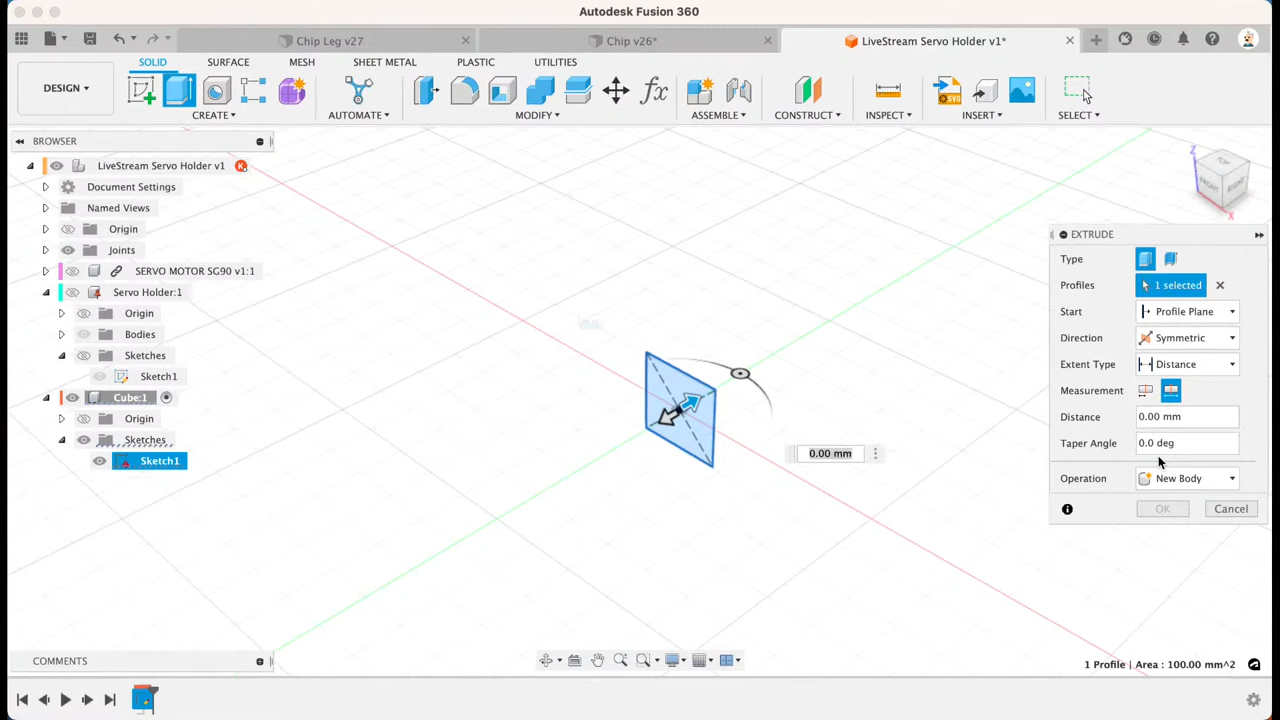 Autodesk Fusion 360
Chip Leg v27
Chip v26*
LiveStream Servo Holder v1*
DESIGN
SOLID
SURFACE
MESH
SHEET METAL
PLASTIC
UTILITIES
fx
SVG
CREATE
AUTOMATE
MODIFY
ASSEMBLE
CONSTRUCT
INSPECT
INSERT
SELECT
BROWSER
LiveStream Servo Holder v1
K
Document Settings
Named Views
Origin
Joints
SERVO MOTOR SG90 v1:1
Servo Holder:1
Origin
Bodies
Sketches
Sketch1
Cube:1
Origin
Sketches
Sketch1
0.00 mm
Z
FRONT
RIGHT
X
EXTRUDE
Type
Profiles 1 selected
Start Profile Plane
Direction Symmetric
Extent Type Distance
Measurement
Distance 0.00 mm
Taper Angle 0.0 deg
Operation New Body
OK Cancel
COMMENTS
1 Profile | Area : 100.00 mm^2